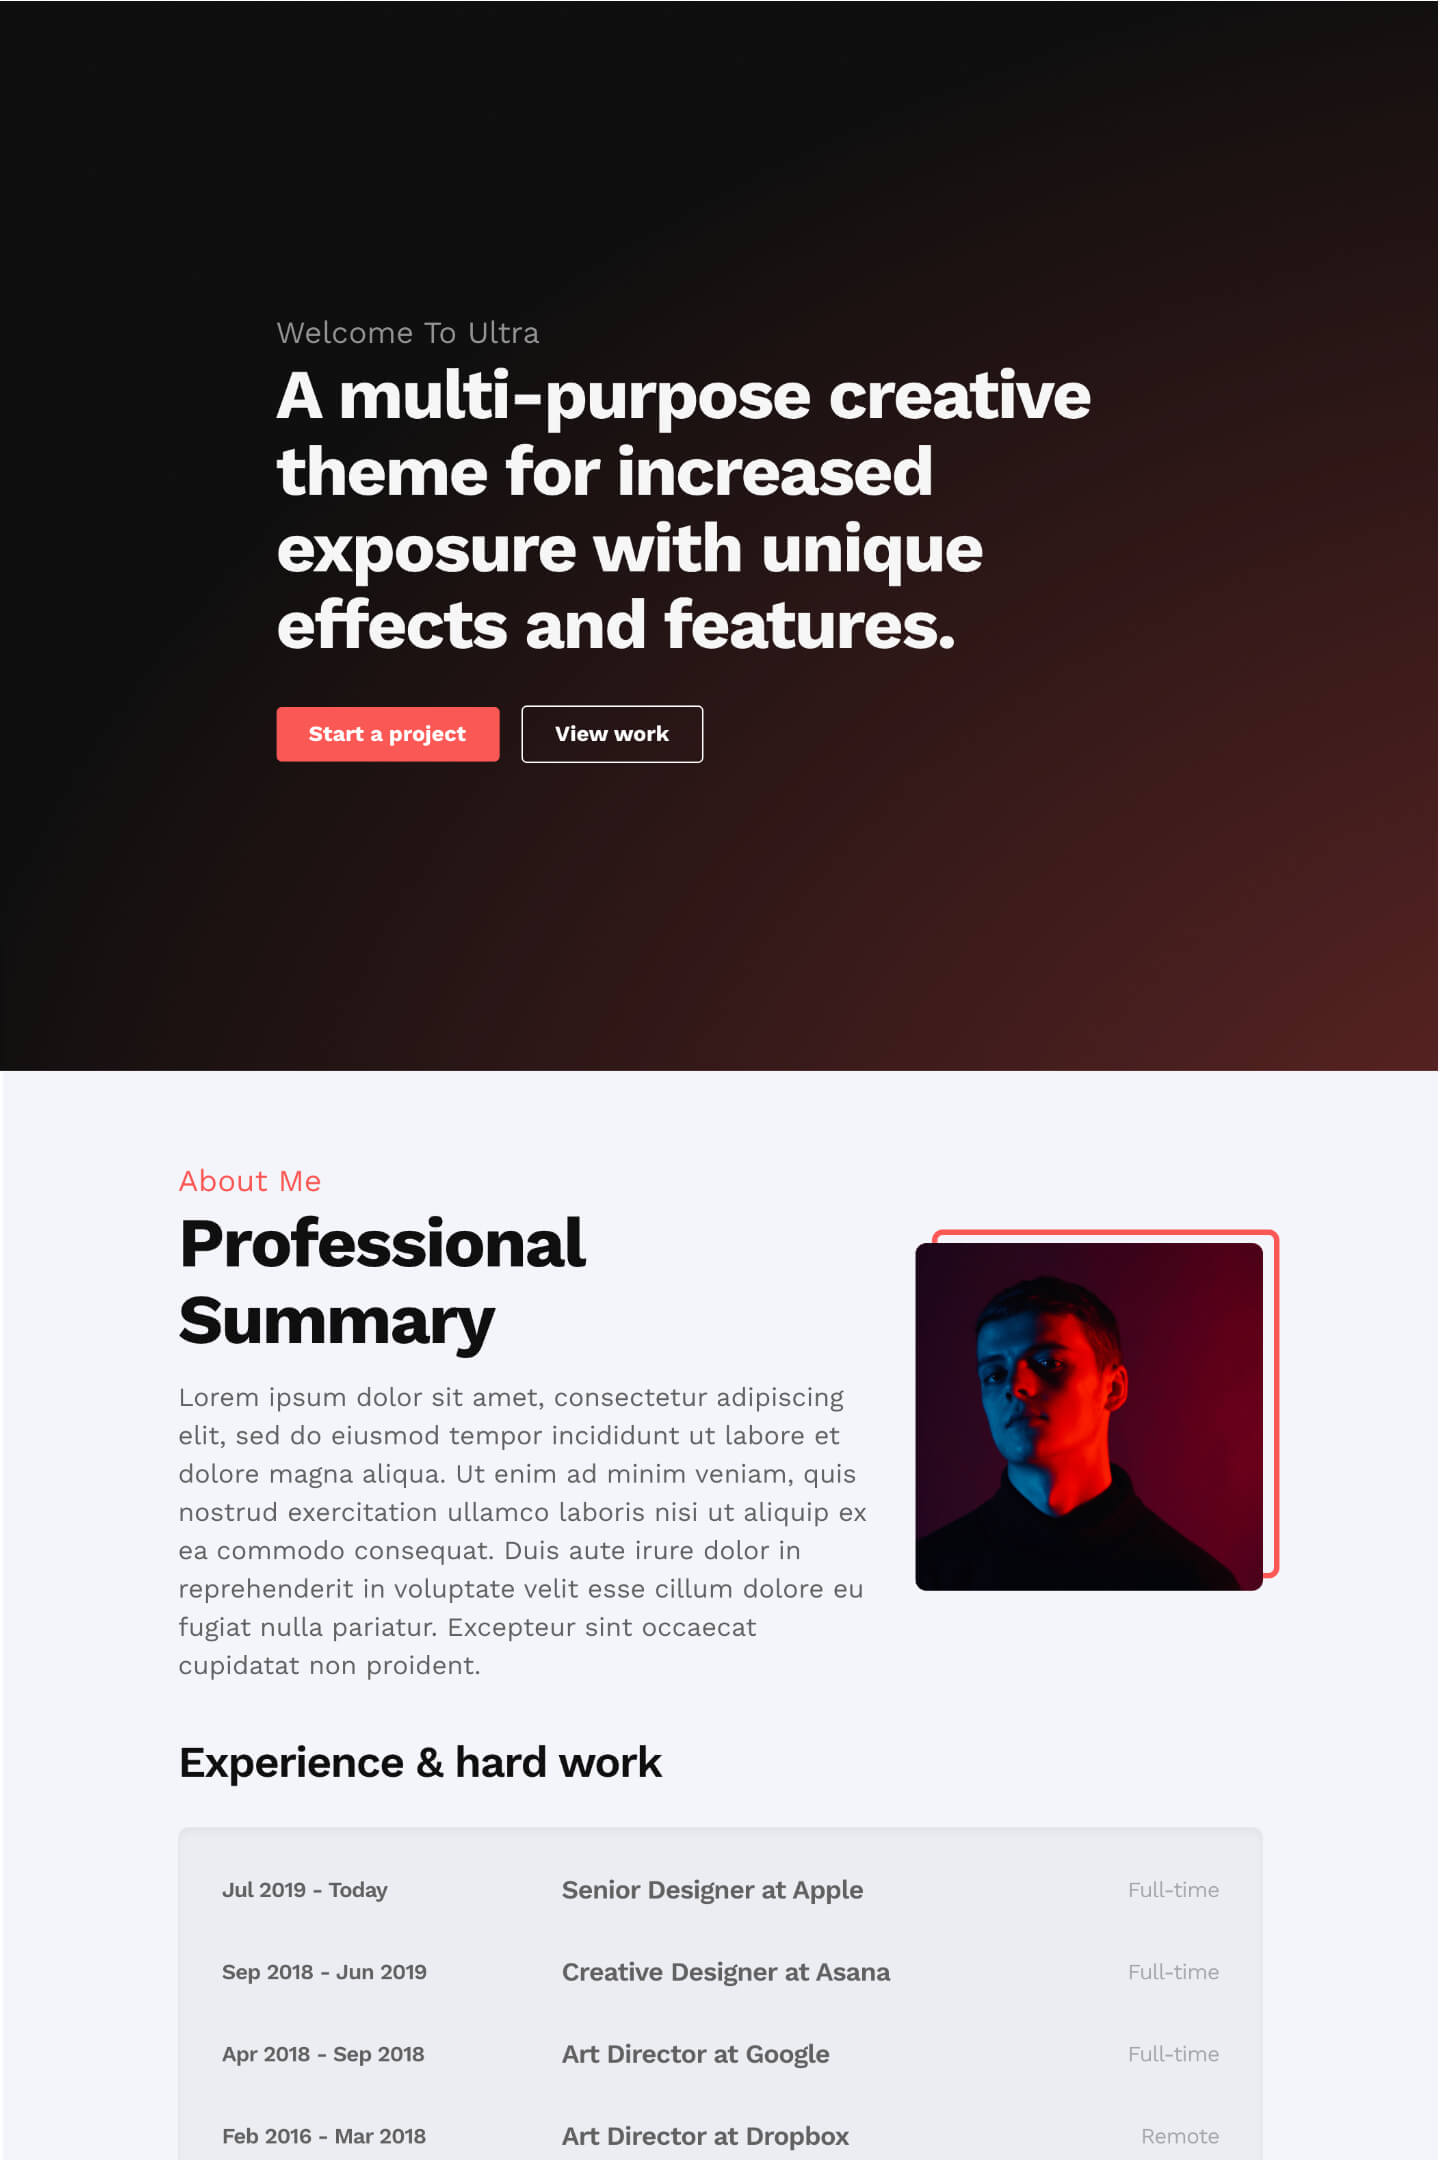 Welcome To Ultra
A multi-purpose creative
theme for increased
exposure with unique
effects and features.
Start a project
View work
About Me
Professional
Summary
Lorem ipsum dolor sit amet, consectetur adipiscing
elit, sed do eiusmod tempor incididunt ut labore et
dolore magna aliqua. Ut enim ad minim veniam, quis
nostrud exercitation ullamco laboris nisi ut aliquip ex
ea commodo consequat. Duis aute irure dolor in
reprehenderit in voluptate velit esse cillum dolore eu
fugiat nulla pariatur. Excepteur sint occaecat
cupidatat non proident.
Experience & hard work
Jul 2019 - Today Senior Designer at Apple Full-time
Sep 2018 - Jun 2019 Creative Designer at Asana Full-time
Apr 2018 - Sep 2018 Art Director at Google Full-time
Feb 2016 - Mar 2018 Art Director at Dropbox Remote